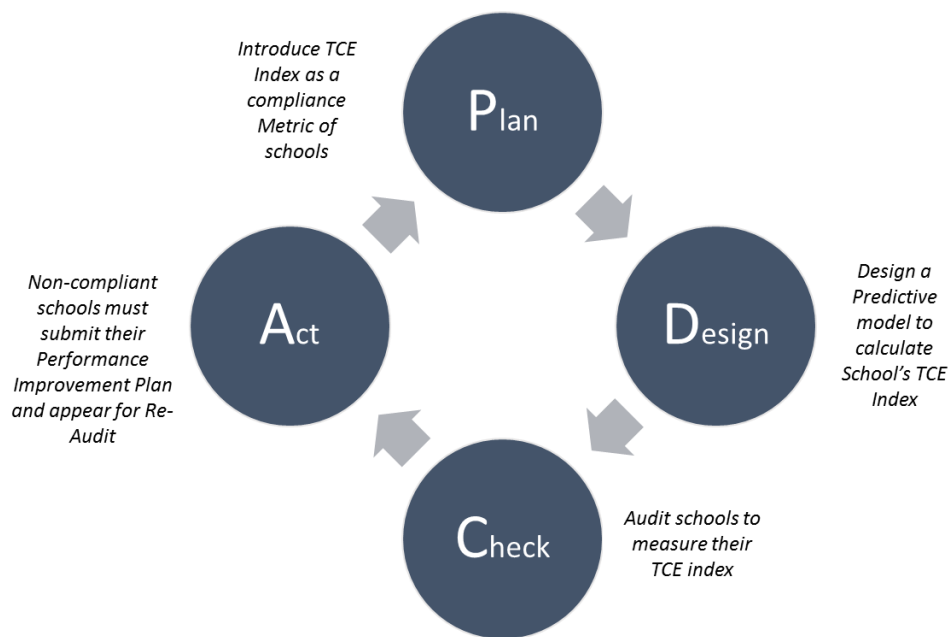 Introduce TCE
Index as a
compliance
Metric of
schools
Plan
Non-compliant
schools must
submit their
Performance
Improvement Plan
and appear for Re-
Audit
Act
Design
Design a
Predictive
model to
calculate
School’s TCE
Index
Check
Audit schools to
measure their
TCE index